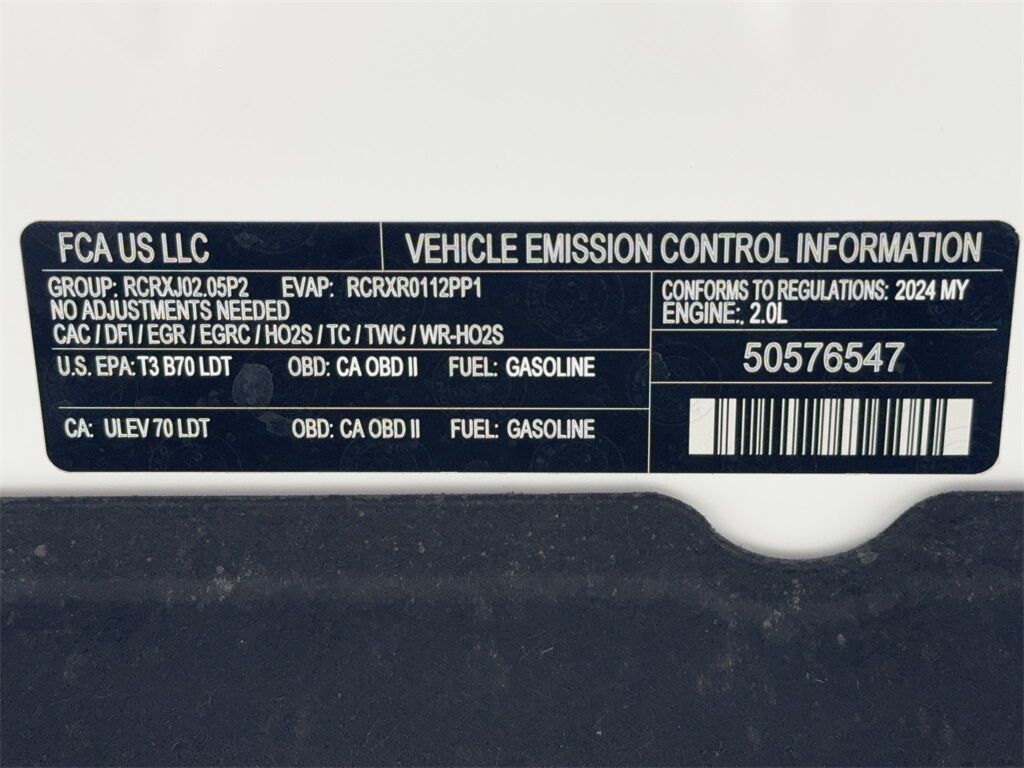 FCA US LLC
VEHICLE EMISSION CONTROL INFORMATION
GROUP: RCRXJ02.05P2 EVAP: RCRXR0112PP1
NO ADJUSTMENTS NEEDED
CAC / DFI / EGR / EGRC / HO2S / TC / TWC / WR-HO2S
U.S. EPA: T3 B70 LDT OBD: CA OBD II FUEL: GASOLINE
CA: ULEV 70 LDT OBD: CA OBD II FUEL: GASOLINE
CONFORMS TO REGULATIONS: 2024 MY
ENGINE:, 2.0L
50576547